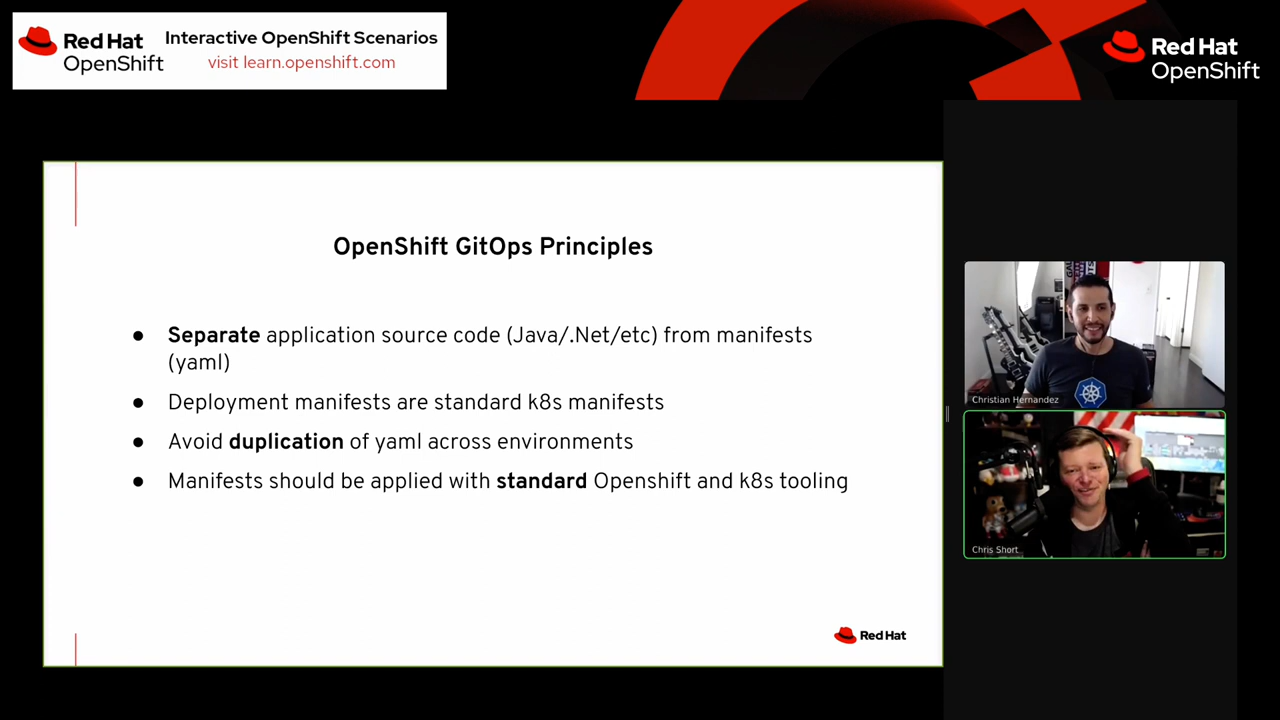 Red Hat
OpenShift
Interactive OpenShift Scenarios
visit learn.openshift.com
Red Hat
OpenShift
OpenShift GitOps Principles
● Separate application source code (Java/.Net/etc) from manifests
(yaml)
● Deployment manifests are standard k8s manifests
● Avoid duplication of yaml across environments
● Manifests should be applied with standard Openshift and k8s tooling
Red Hat
Christian Hernandez
Chris Short